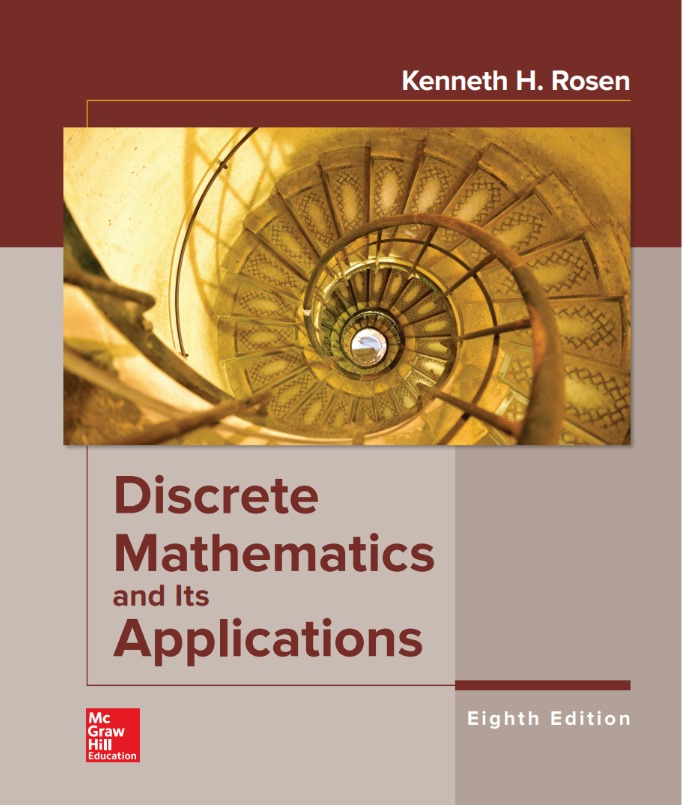 Kenneth H. Rosen
Discrete
Mathematics
and Its
Applications
Eighth Edition
Mc
Graw
Hill
Education